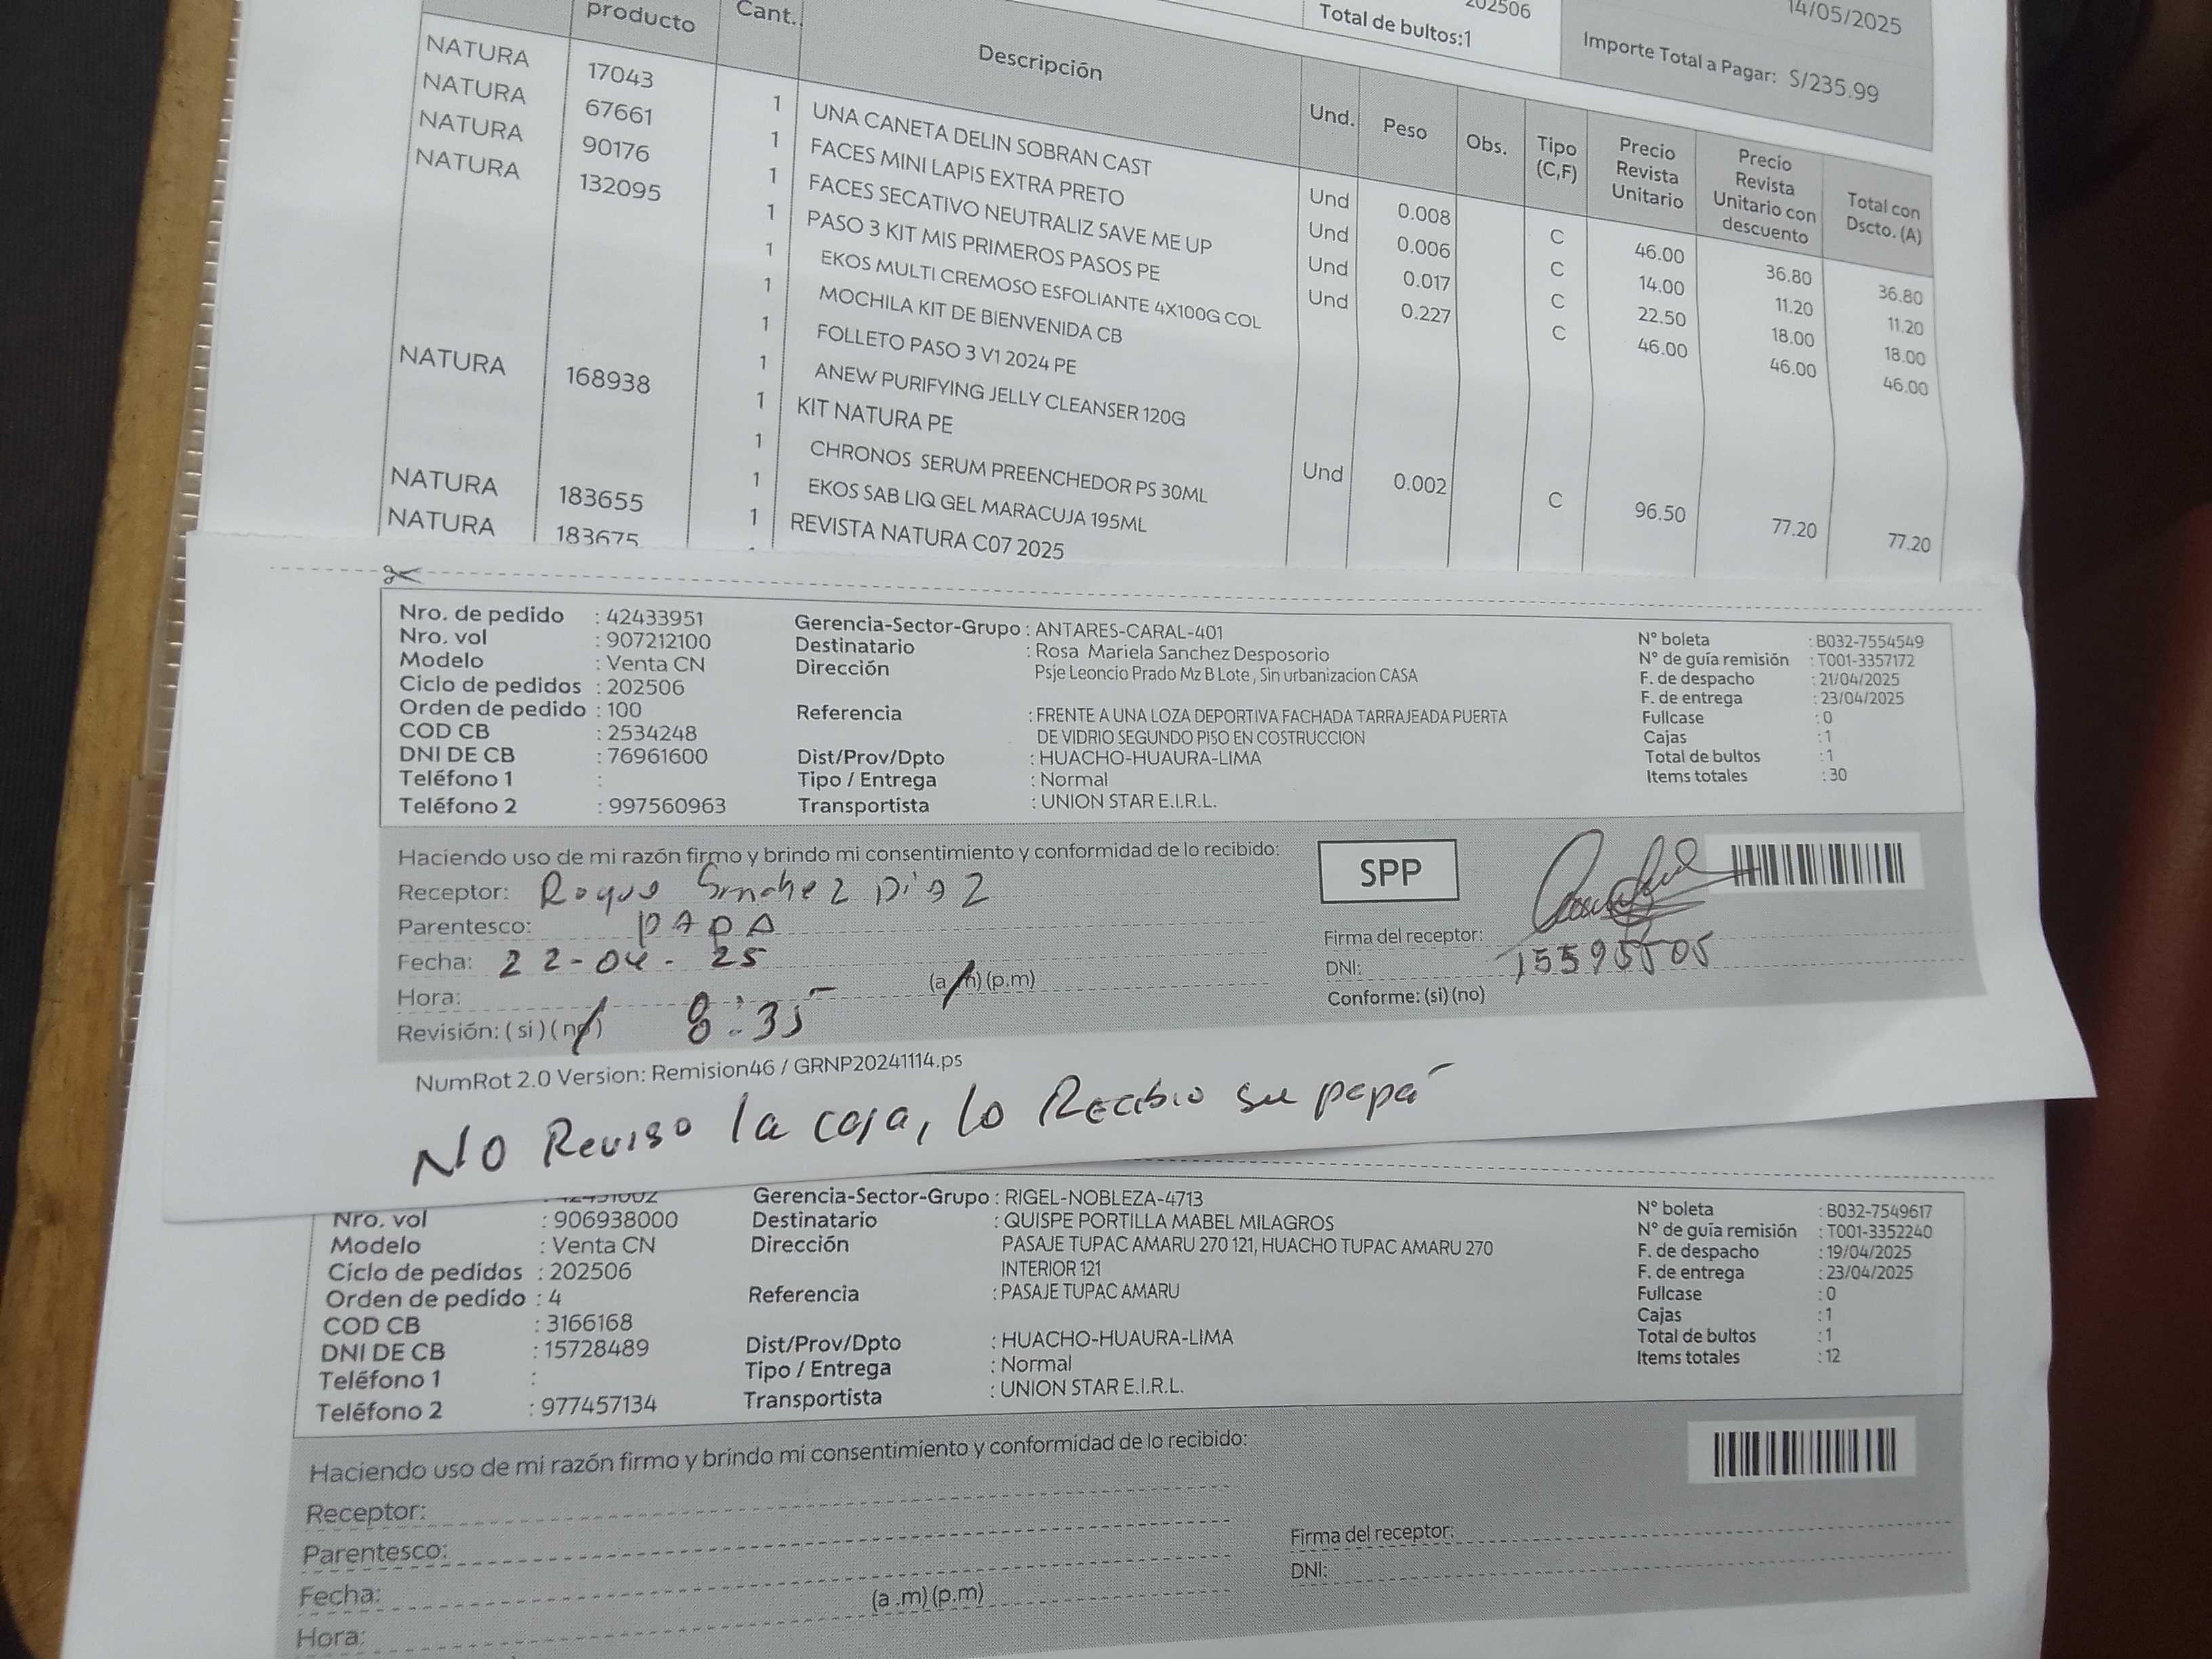 202506
Total de bultos:1
14/05/2025
Importe Total a Pagar: S/235.99
producto Cant. Descripción Und. Peso Obs. Tipo (C,F) Precio Revista Unitario Precio Revista Unitario con descuento Total con Dscto. (A)
NATURA 17043 1 UNA CANETA DELIN SOBRAN CAST Und 0.008 C 46.00 36.80 36.80
NATURA 67661 1 FACES MINI LAPIS EXTRA PRETO Und 0.006 C 14.00 11.20 11.20
NATURA 90176 1 FACES SECATIVO NEUTRALIZ SAVE ME UP Und 0.017 C 22.50 18.00 18.00
NATURA 132095 1 PASO 3 KIT MIS PRIMEROS PASOS PE Und 0.227 C 46.00 46.00 46.00
1 EKOS MULTI CREMOSO ESFOLIANTE 4X100G COL
1 MOCHILA KIT DE BIENVENIDA CB
1 FOLLETO PASO 3 V1 2024 PE
1 ANEW PURIFYING JELLY CLEANSER 120G
NATURA 168938 1 KIT NATURA PE Und 0.002 C 96.50 77.20 77.20
1 CHRONOS SERUM PREENCHEDOR PS 30ML
1 EKOS SAB LIQ GEL MARACUJA 195ML
NATURA 183655 1 REVISTA NATURA C07 2025
NATURA 183675
Nro. de pedido : 42433951
Nro. vol : 907212100
Modelo : Venta CN
Ciclo de pedidos : 202506
Orden de pedido : 100
COD CB : 2534248
DNI DE CB : 76961600
Teléfono 1 :
Teléfono 2 : 997560963
Gerencia-Sector-Grupo : ANTARES-CARAL-401
Destinatario : Rosa Mariela Sanchez Desposorio
Dirección Psje Leoncio Prado Mz B Lote , Sin urbanizacion CASA
Referencia : FRENTE A UNA LOZA DEPORTIVA FACHADA TARRAJEADA PUERTA
DE VIDRIO SEGUNDO PISO EN COSTRUCCION
Dist/Prov/Dpto : HUACHO-HUAURA-LIMA
Tipo / Entrega : Normal
Transportista : UNION STAR E.I.R.L.
N° boleta : B032-7554549
N° de guía remisión : T001-3357172
F. de despacho : 21/04/2025
F. de entrega : 23/04/2025
Fullcase : 0
Cajas : 1
Total de bultos : 1
Items totales : 30
Haciendo uso de mi razón firmo y brindo mi consentimiento y conformidad de lo recibido:
Receptor: Roque Sanchez Diaz
Parentesco: PAPA
Fecha: 22-04-25
Hora: 8:35 (a.m)(p.m)
Revisión: (si)(no)
SPP
Firma del receptor:
DNI: 15595505
Conforme: (si) (no)
NumRot 2.0 Version: Remision46 / GRNP20241114.ps
No Reviso la caja, lo Recibio su papá
Nro. vol : 906938000
Modelo : Venta CN
Ciclo de pedidos : 202506
Orden de pedido : 4
COD CB : 3166168
DNI DE CB : 15728489
Teléfono 1 :
Teléfono 2 : 977457134
Gerencia-Sector-Grupo : RIGEL-NOBLEZA-4713
Destinatario : QUISPE PORTILLA MABEL MILAGROS
Dirección PASAJE TUPAC AMARU 270 121, HUACHO TUPAC AMARU 270
INTERIOR 121
Referencia : PASAJE TUPAC AMARU
Dist/Prov/Dpto : HUACHO-HUAURA-LIMA
Tipo / Entrega : Normal
Transportista : UNION STAR E.I.R.L.
N° boleta : B032-7549617
N° de guía remisión : T001-3352240
F. de despacho : 19/04/2025
F. de entrega : 23/04/2025
Fullcase : 0
Cajas : 1
Total de bultos : 1
Items totales : 12
Haciendo uso de mi razón firmo y brindo mi consentimiento y conformidad de lo recibido:
Receptor:
Parentesco:
Fecha:
Hora: (a .m) (p.m)
Firma del receptor:
DNI: